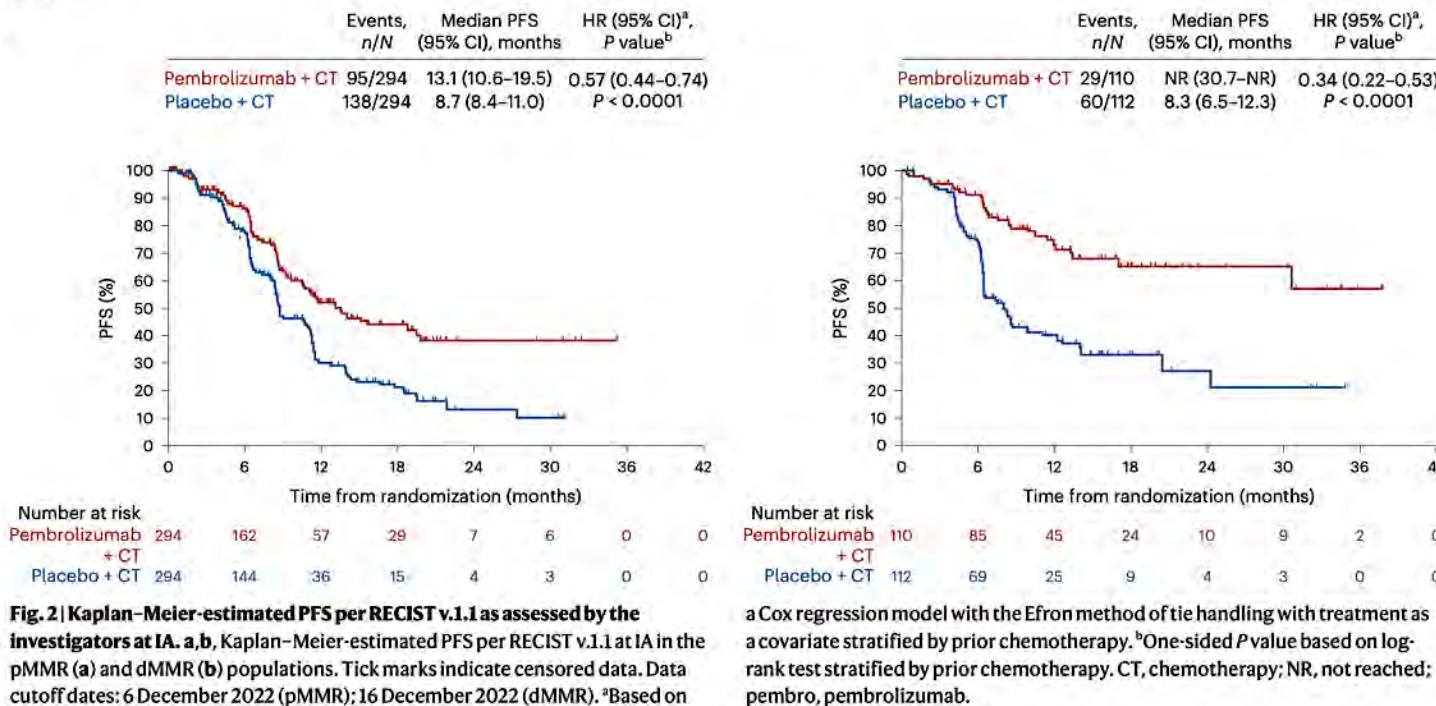 Events, Median PFS HR (95% CI)ᵃ,
n/N (95% CI), months P valueᵇ
Pembrolizumab + CT 95/294 13.1 (10.6–19.5) 0.57 (0.44–0.74)
Placebo + CT 138/294 8.7 (8.4–11.0) P < 0.0001
100
90
80
70
60
50
40
30
20
10
0
PFS (%)
0 6 12 18 24 30 36 42
Time from randomization (months)
Number at risk
Pembrolizumab 294 162 57 29 7 6 0 0
+ CT
Placebo + CT 294 144 36 15 4 3 0 0
Events, Median PFS HR (95% CI)ᵃ,
n/N (95% CI), months P valueᵇ
Pembrolizumab + CT 29/110 NR (30.7–NR) 0.34 (0.22–0.53)
Placebo + CT 60/112 8.3 (6.5–12.3) P < 0.0001
100
90
80
70
60
50
40
30
20
10
0
PFS (%)
0 6 12 18 24 30 36
Time from randomization (months)
Number at risk
Pembrolizumab 110 85 45 24 10 9 2
+ CT
Placebo + CT 112 69 25 9 4 3 0
Fig. 2 | Kaplan–Meier-estimated PFS per RECIST v.1.1 as assessed by the
investigators at IA. a,b, Kaplan–Meier-estimated PFS per RECIST v.1.1 at IA in the
pMMR (a) and dMMR (b) populations. Tick marks indicate censored data. Data
cutoff dates: 6 December 2022 (pMMR); 16 December 2022 (dMMR). ᵃBased on
a Cox regression model with the Efron method of tie handling with treatment as
a covariate stratified by prior chemotherapy. ᵇOne-sided P value based on log-
rank test stratified by prior chemotherapy. CT, chemotherapy; NR, not reached;
pembro, pembrolizumab.